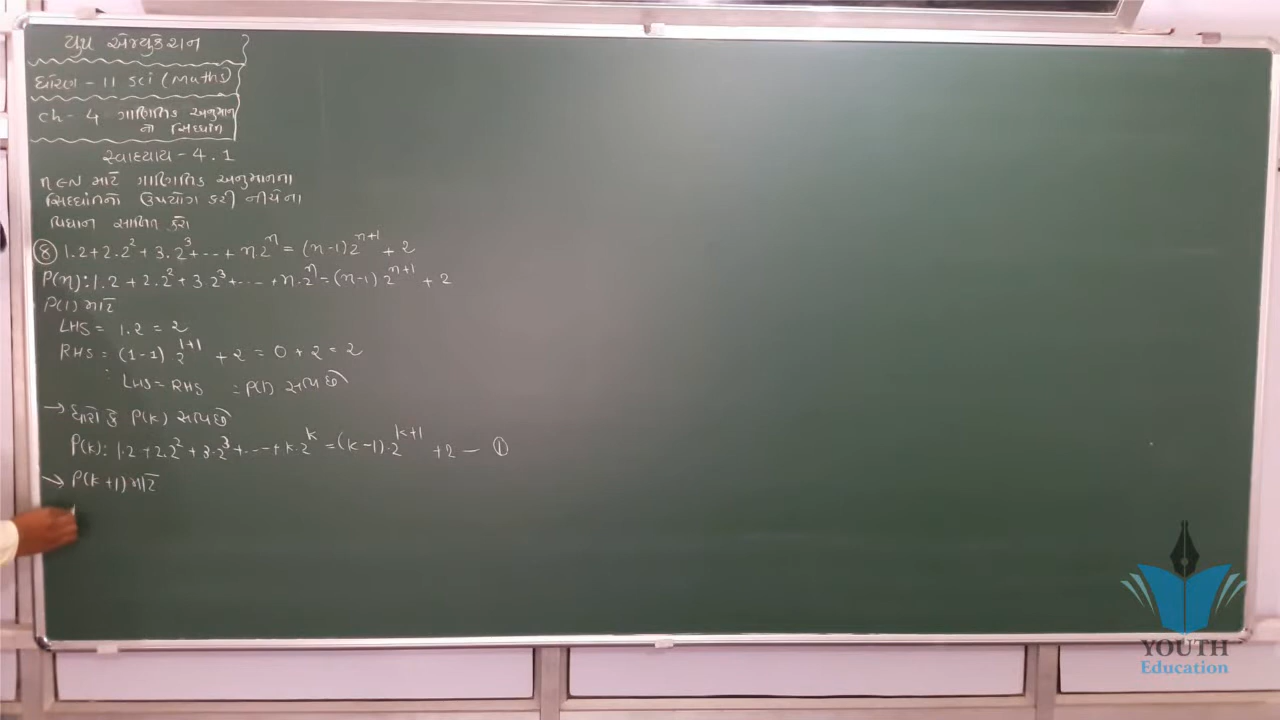 યુથ એજ્યુકેશન
ધોરણ - 11 sci (Maths)
ch - 4 ગાણિતિક અનુમાન
નો સિદ્ધાંત
સ્વાધ્યાય - 4.1
n∈N માટે ગાણિતિક અનુમાનના
સિદ્ધાંતનો ઉપયોગ કરી નીચેના
વિધાન સાબિત કરો
⑧ 1.2 + 2.2² + 3.2³ + ... + n.2ⁿ = (n-1)2ⁿ⁺¹ + 2
P(n): 1.2 + 2.2² + 3.2³ + ... + n.2ⁿ = (n-1) 2ⁿ⁺¹ + 2
P(1) માટે
LHS = 1.2 = 2
RHS = (1-1).2¹⁺¹ + 2 = 0 + 2 = 2
∴ LHS = RHS = P(1) સત્ય છે
→ ધારો કે P(k) સત્ય છે
P(k): 1.2 + 2.2² + 3.2³ + ... + k.2ᵏ = (k-1).2ᵏ⁺¹ + 2 — ①
→ P(k+1) માટે
YOUTH
Education